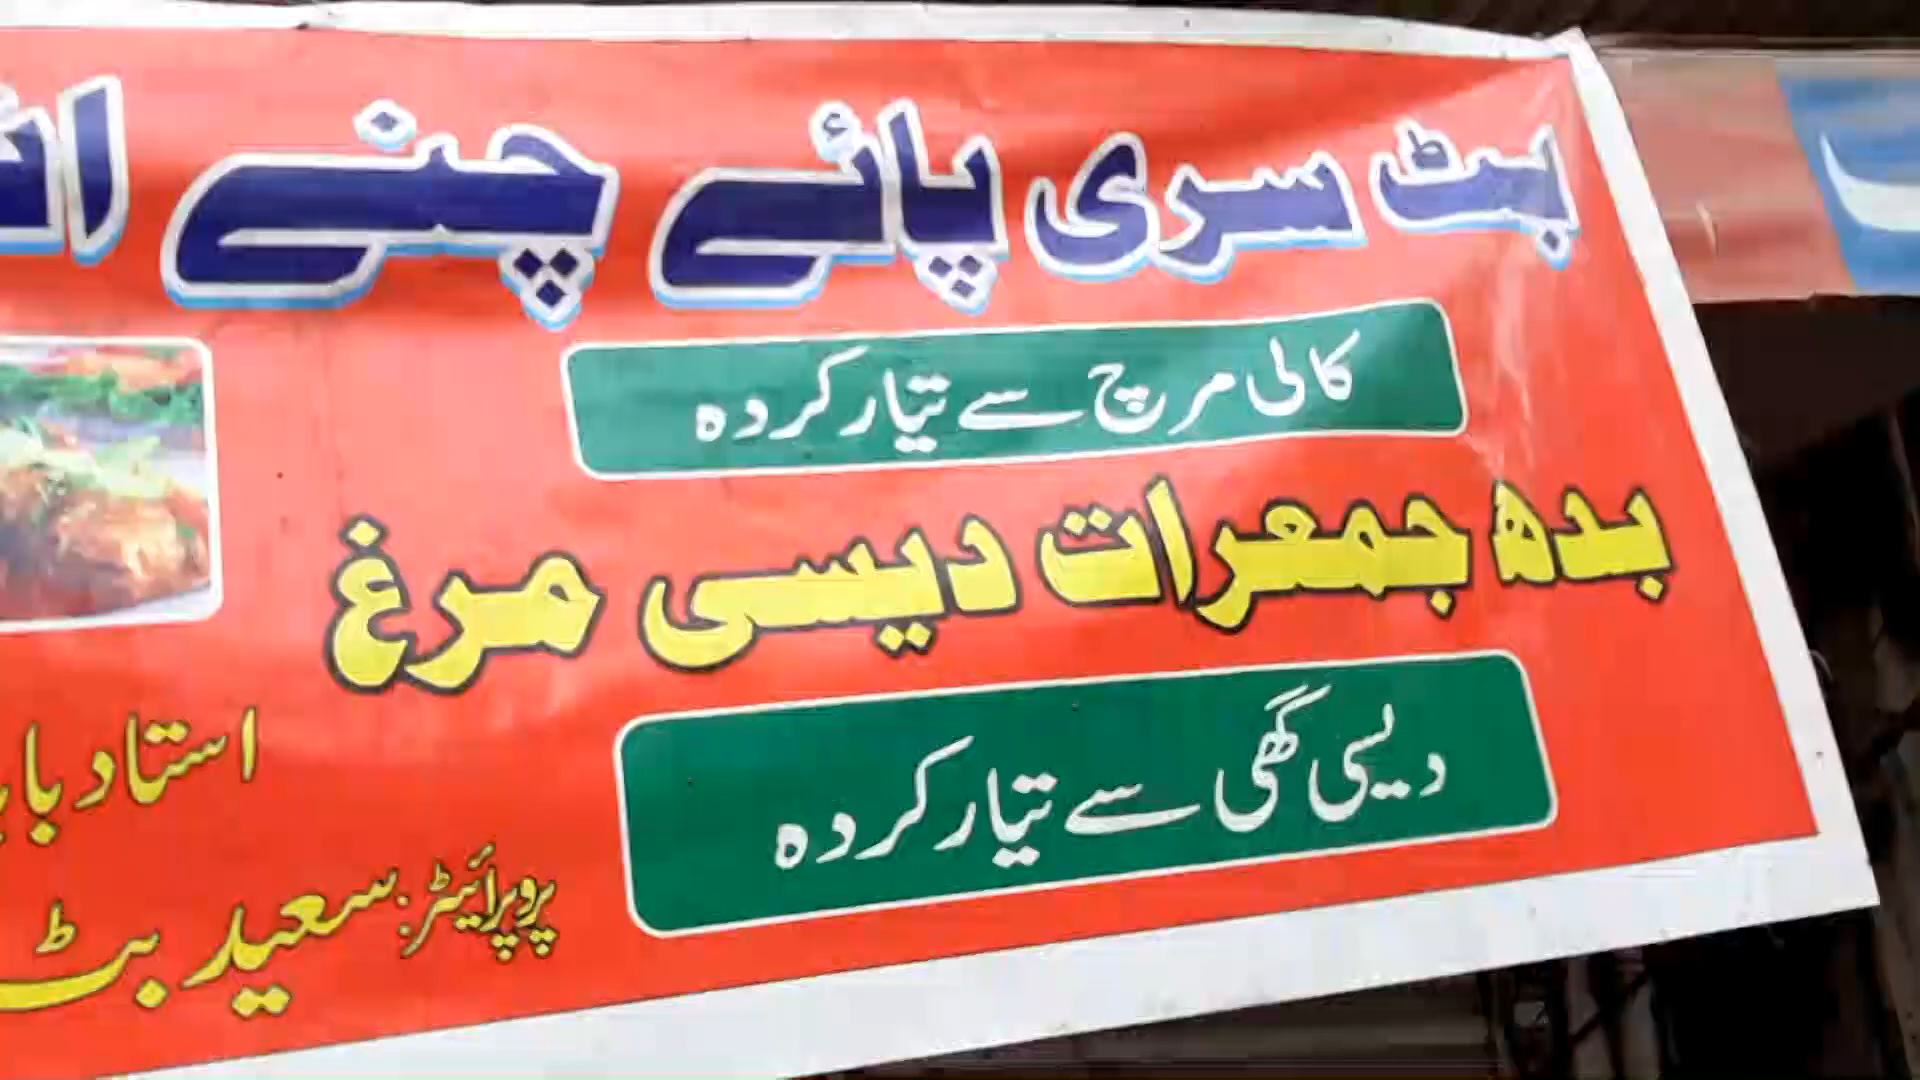 بٹ سری پائے چنے
کالی مرچ سے تیار کردہ
بدھ جمعرات دیسی مرغ
دیسی گھی سے تیار کردہ
استاد
پروپرائیٹر: سعید بٹ